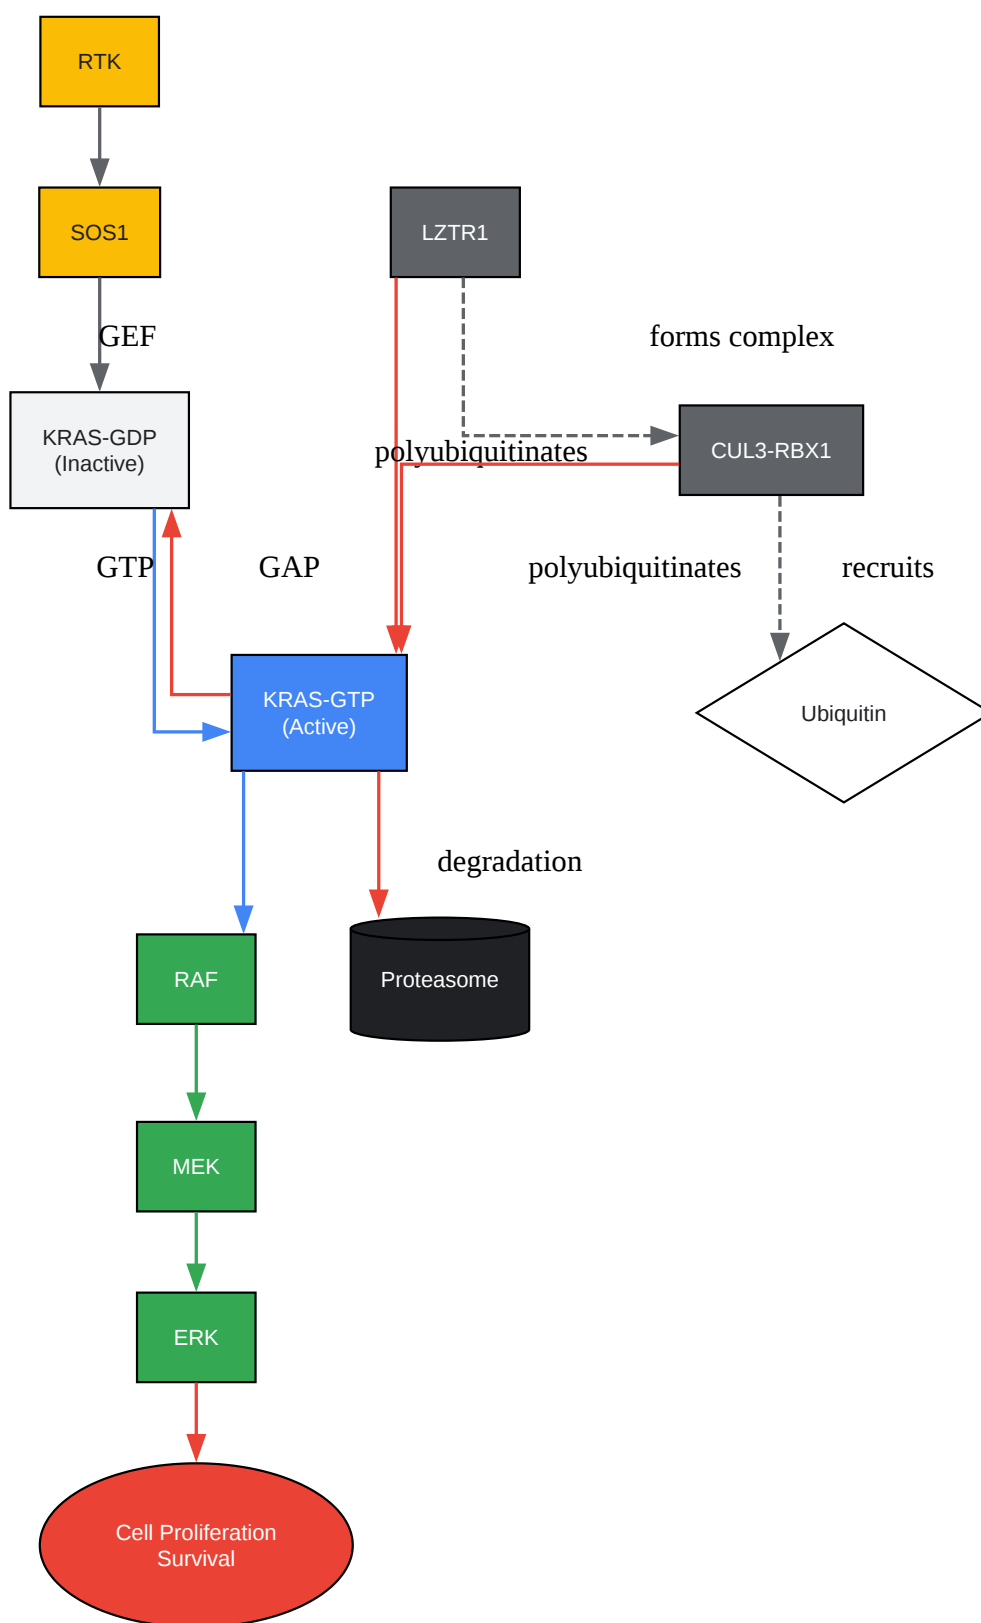 RTK
SOS1
LZTR1
GEF
forms complex
KRAS-GDP
(Inactive)
polyubiquitinates
CUL3-RBX1
GTP
GAP
polyubiquitinates
recruits
KRAS-GTP
(Active)
Ubiquitin
degradation
RAF
Proteasome
MEK
ERK
Cell Proliferation
Survival